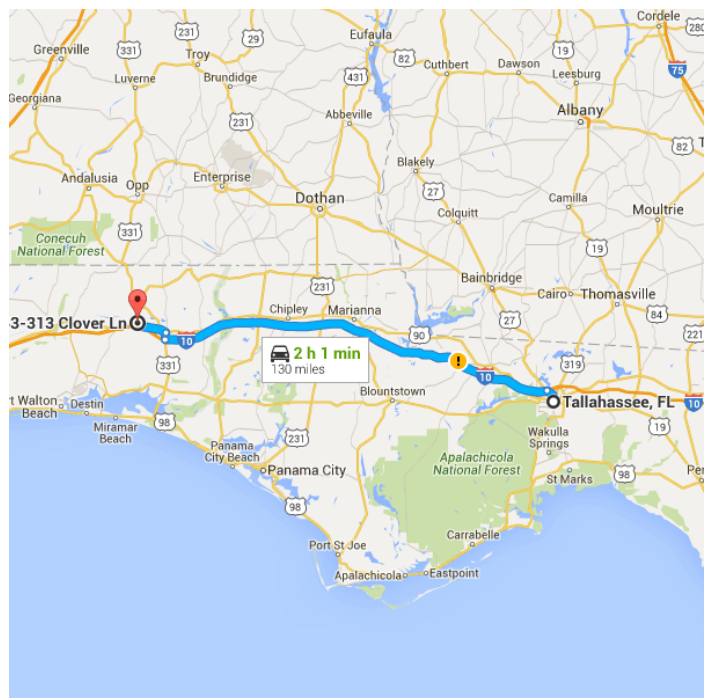 Cordele
280
Greenville
331
29
Eufaula
19
Troy
82
Luverne
Brundidge
Cuthbert
Dawson
Leesburg
75
431
Georgiana
231
Albany
Abbeville
82
Blakely
Andalusia
Opp
Enterprise
27
Camilla
Dothan
Moultrie
331
Colquitt
19
Conecuh
National Forest
231
Bainbridge
Cairo
Thomasville
Chipley
Marianna
27
84
3-313 Clover Ln
90
319
221
10
2 h 1 min
331
130 miles
!
10
Blountstown
Tallahassee, FL
10
rt Walton
Beach
Destin
98
19
Miramar
Beach
231
Wakulla
Springs
Panama
City Beach
Apalachicola
National Forest
Panama City
St Marks
98
98
Carrabelle
Port St Joe
Apalachicola
Eastpoint